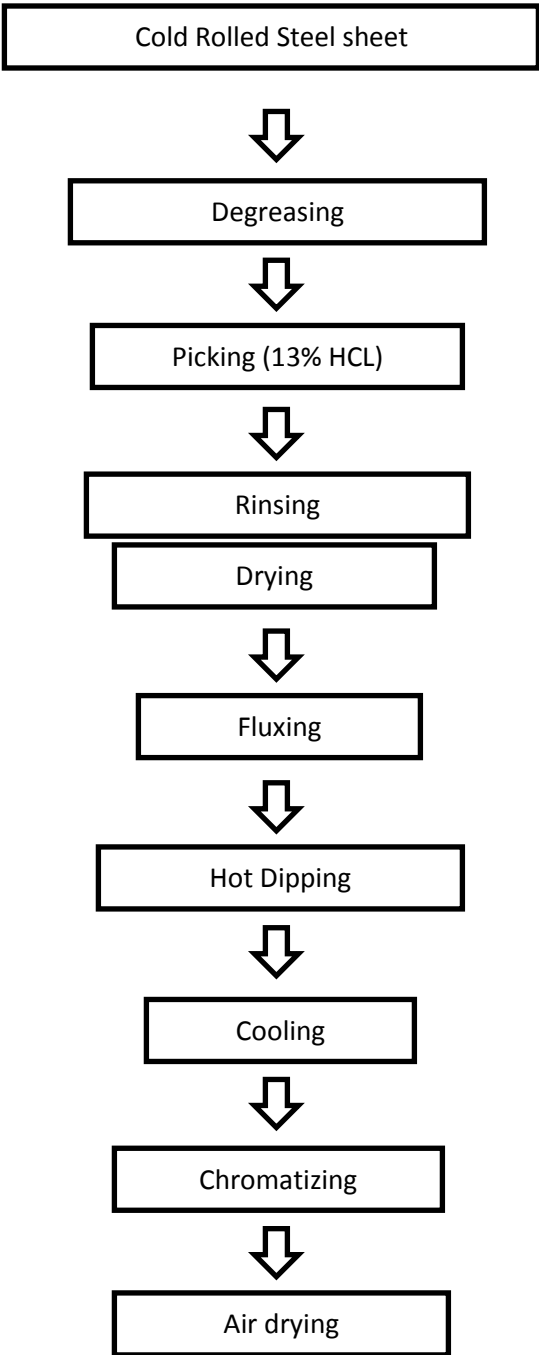 Cold Rolled Steel sheet
Degreasing
Picking (13% HCL)
Rinsing
Drying
Fluxing
Hot Dipping
Cooling
Chromatizing
Air drying